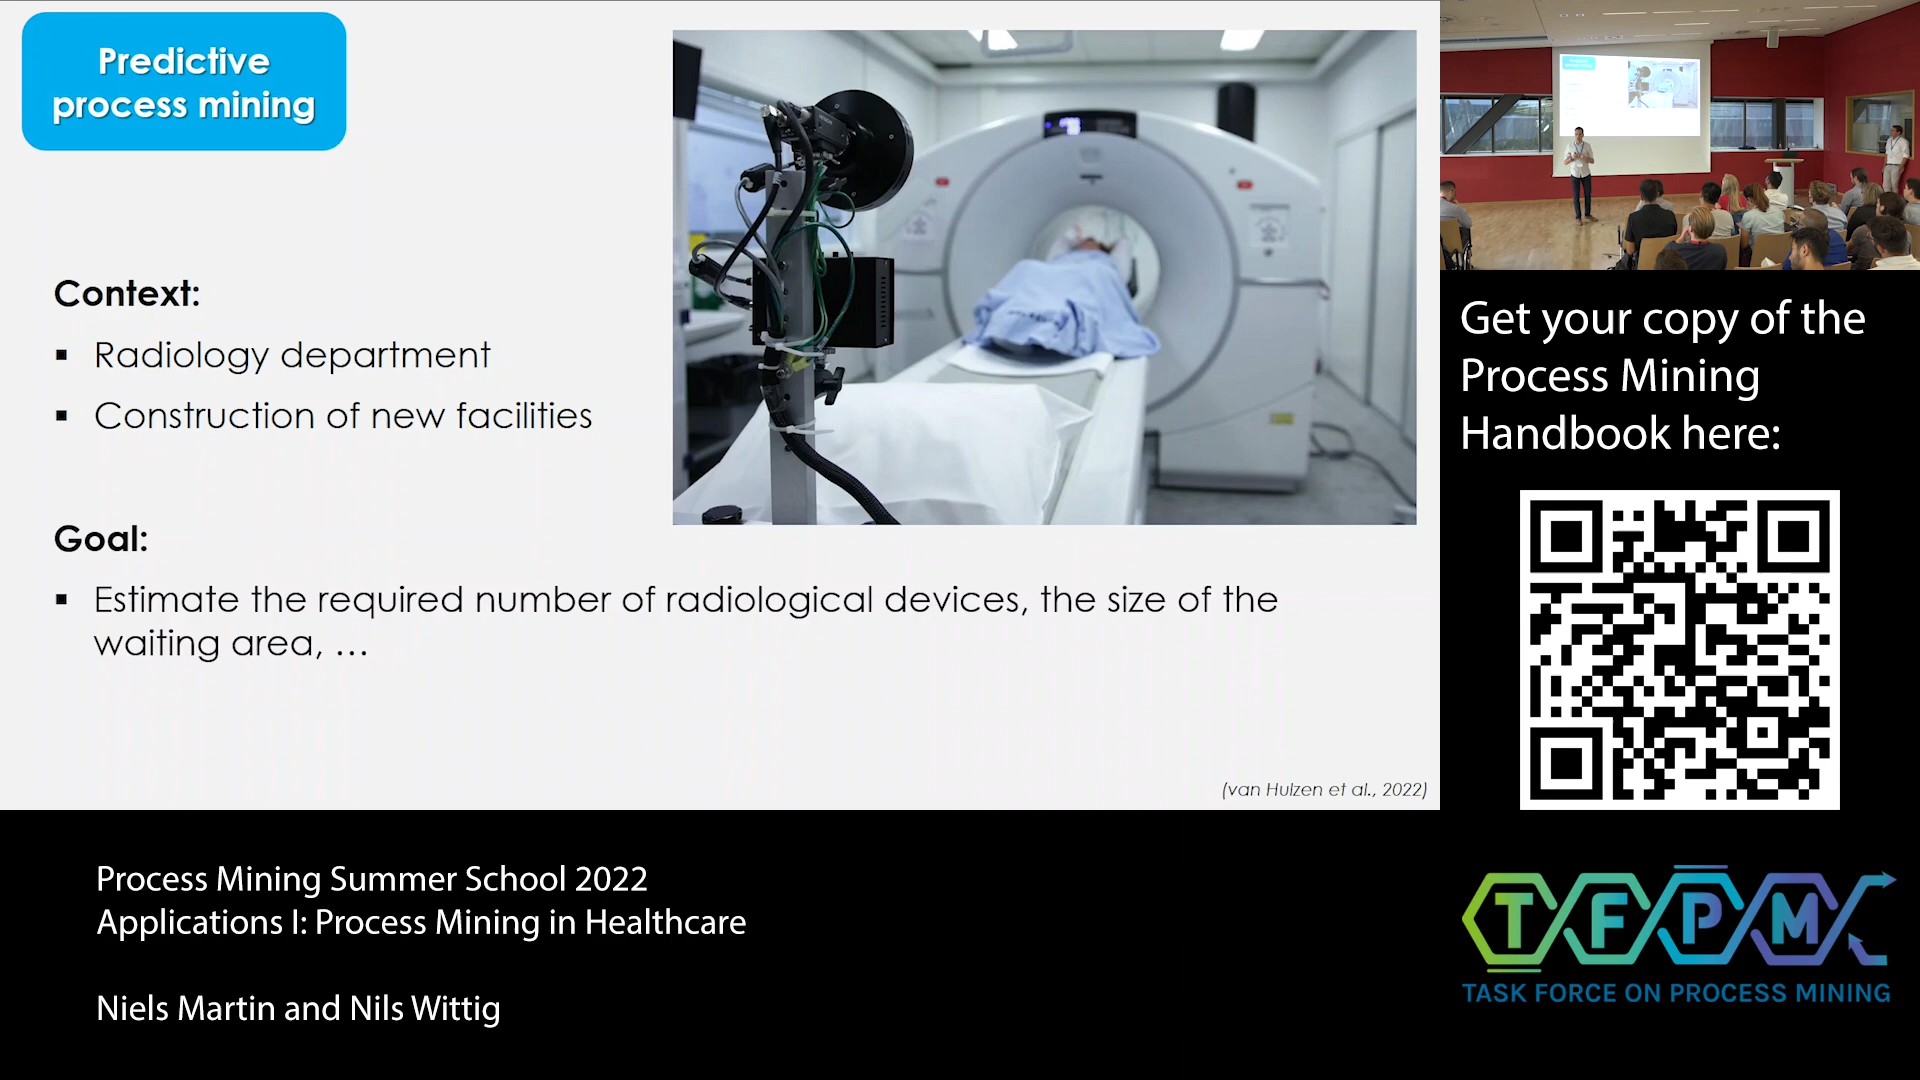 Predictive
process mining
Context:
▪ Radiology department
▪ Construction of new facilities
Goal:
▪ Estimate the required number of radiological devices, the size of the
waiting area, …
(van Hulzen et al., 2022)
Get your copy of the
Process Mining
Handbook here:
Process Mining Summer School 2022
Applications I: Process Mining in Healthcare
Niels Martin and Nils Wittig
TFPM
TASK FORCE ON PROCESS MINING